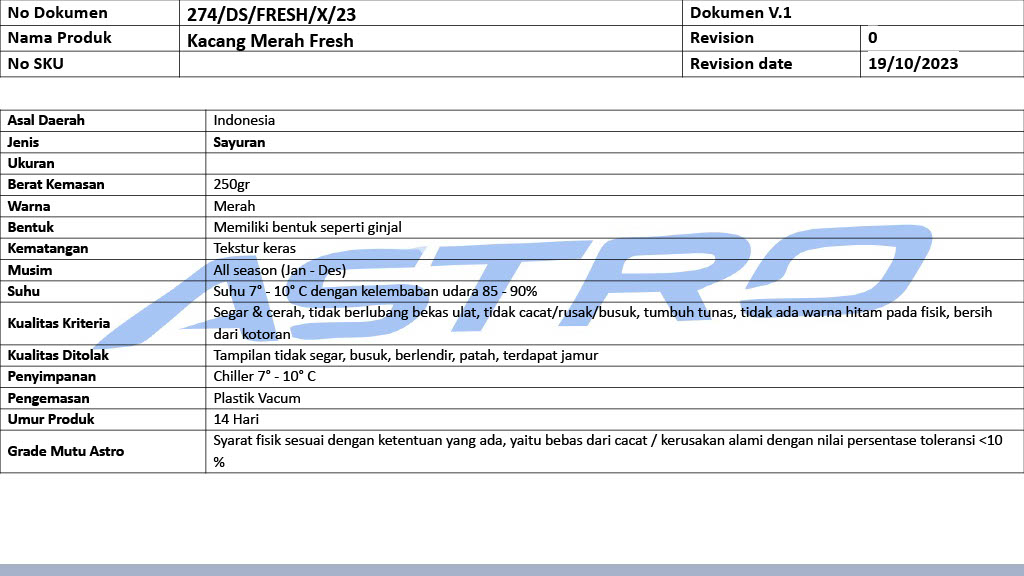 No Dokumen 274/DS/FRESH/X/23 Dokumen V.1
Nama Produk Kacang Merah Fresh Revision 0
No SKU Revision date 19/10/2023
Asal Daerah Indonesia
Jenis Sayuran
Ukuran
Berat Kemasan 250gr
Warna Merah
Bentuk Memiliki bentuk seperti ginjal
Kematangan Tekstur keras
Musim All season (Jan - Des)
Suhu Suhu 7° - 10° C dengan kelembaban udara 85 - 90%
Kualitas Kriteria Segar & cerah, tidak berlubang bekas ulat, tidak cacat/rusak/busuk, tumbuh tunas, tidak ada warna hitam pada fisik, bersih
dari kotoran
Kualitas Ditolak Tampilan tidak segar, busuk, berlendir, patah, terdapat jamur
Penyimpanan Chiller 7° - 10° C
Pengemasan Plastik Vacum
Umur Produk 14 Hari
Grade Mutu Astro Syarat fisik sesuai dengan ketentuan yang ada, yaitu bebas dari cacat / kerusakan alami dengan nilai persentase toleransi <10
%
ASTRO